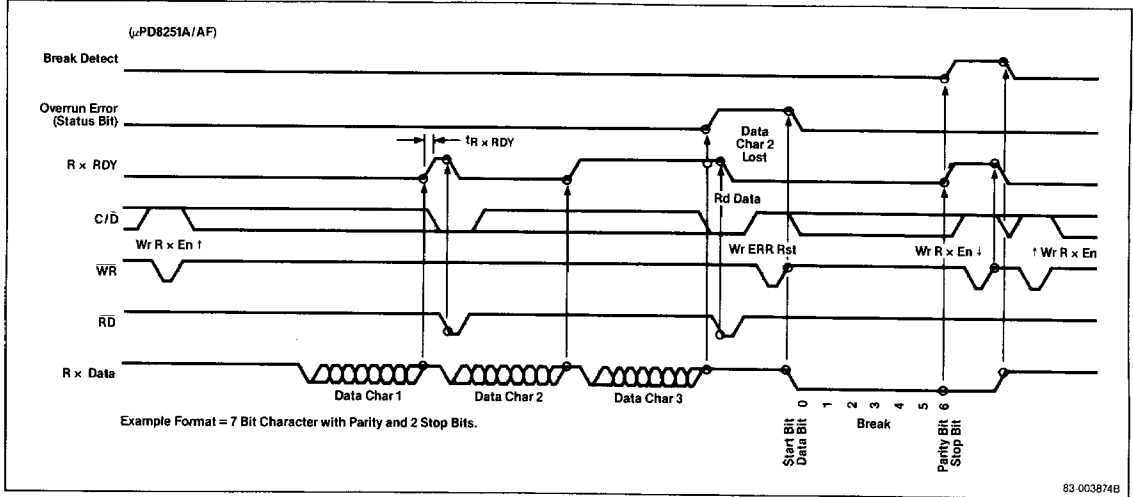 (μPD8251A/AF)
Break Detect
Overrun Error
(Status Bit)
Data
Char 2
Lost
tR × RDY
R × RDY
Rd Data
C/D̅
Wr R × En ↑
Wr ERR Rst
Wr R × En ↓
↑ Wr R × En
W̅R̅
R̅D̅
R × Data
Data Char 1
Data Char 2
Data Char 3
Start Bit
Data Bit 0
1
2
3
4
5
6
Break
Parity Bit
Stop Bit
Example Format = 7 Bit Character with Parity and 2 Stop Bits.
83-003874B